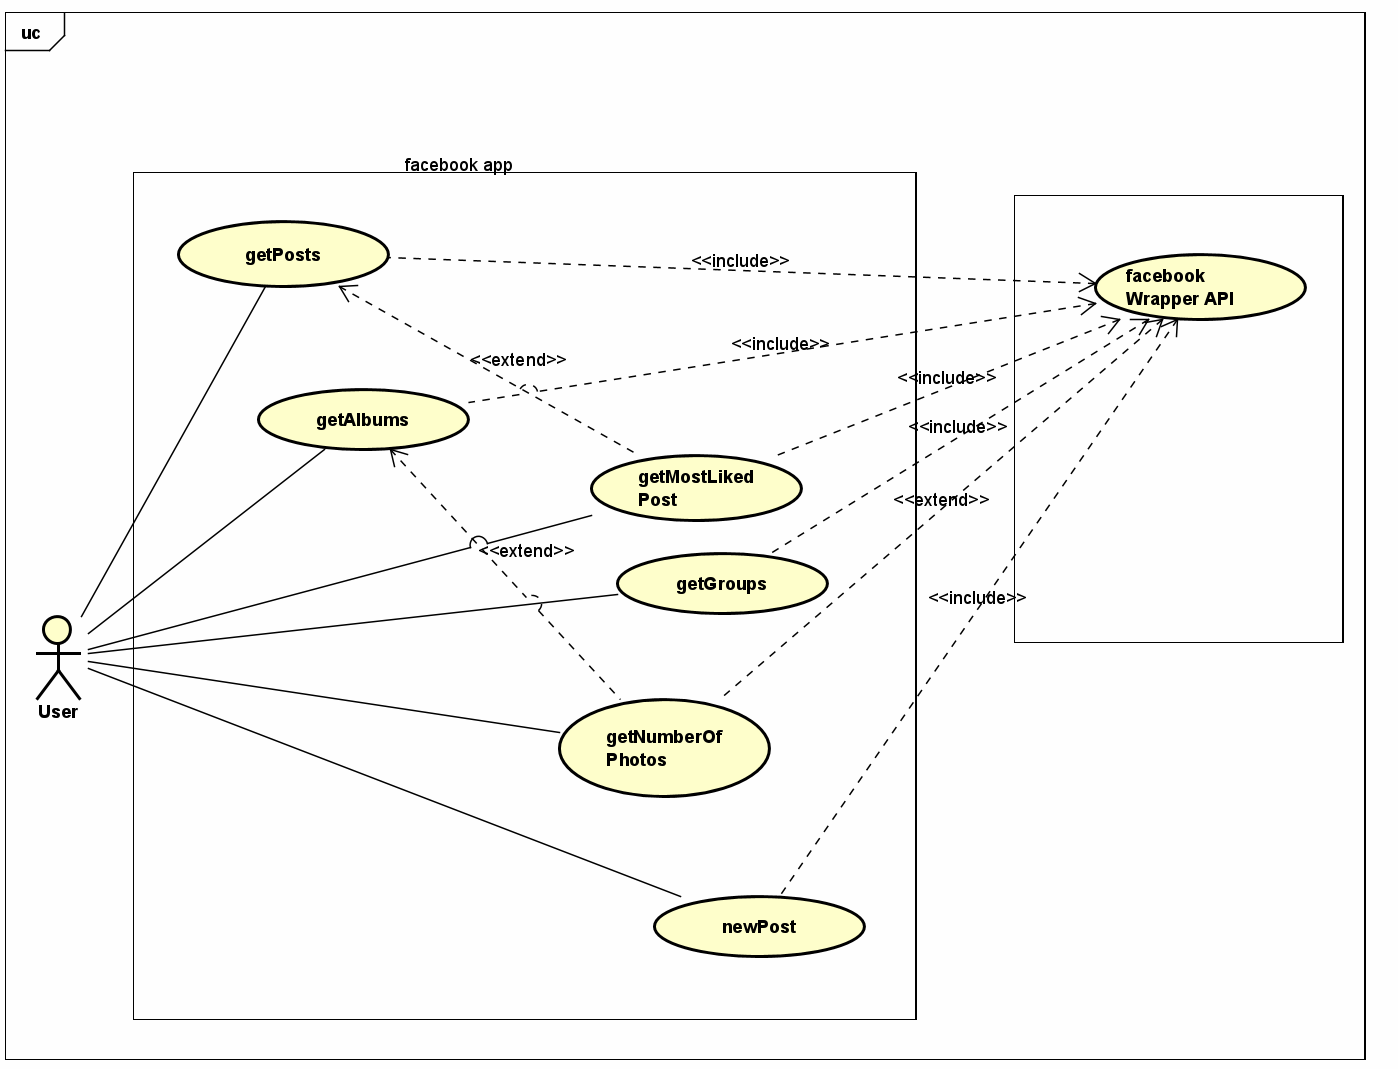 uc
facebook app
getPosts
<<include>>
facebook
Wrapper API
<<include>>
<<extend>>
<<include>>
getAlbums
<<include>>
getMostLiked
Post
<<extend>>
<<extend>>
getGroups
<<include>>
User
getNumberOf
Photos
newPost